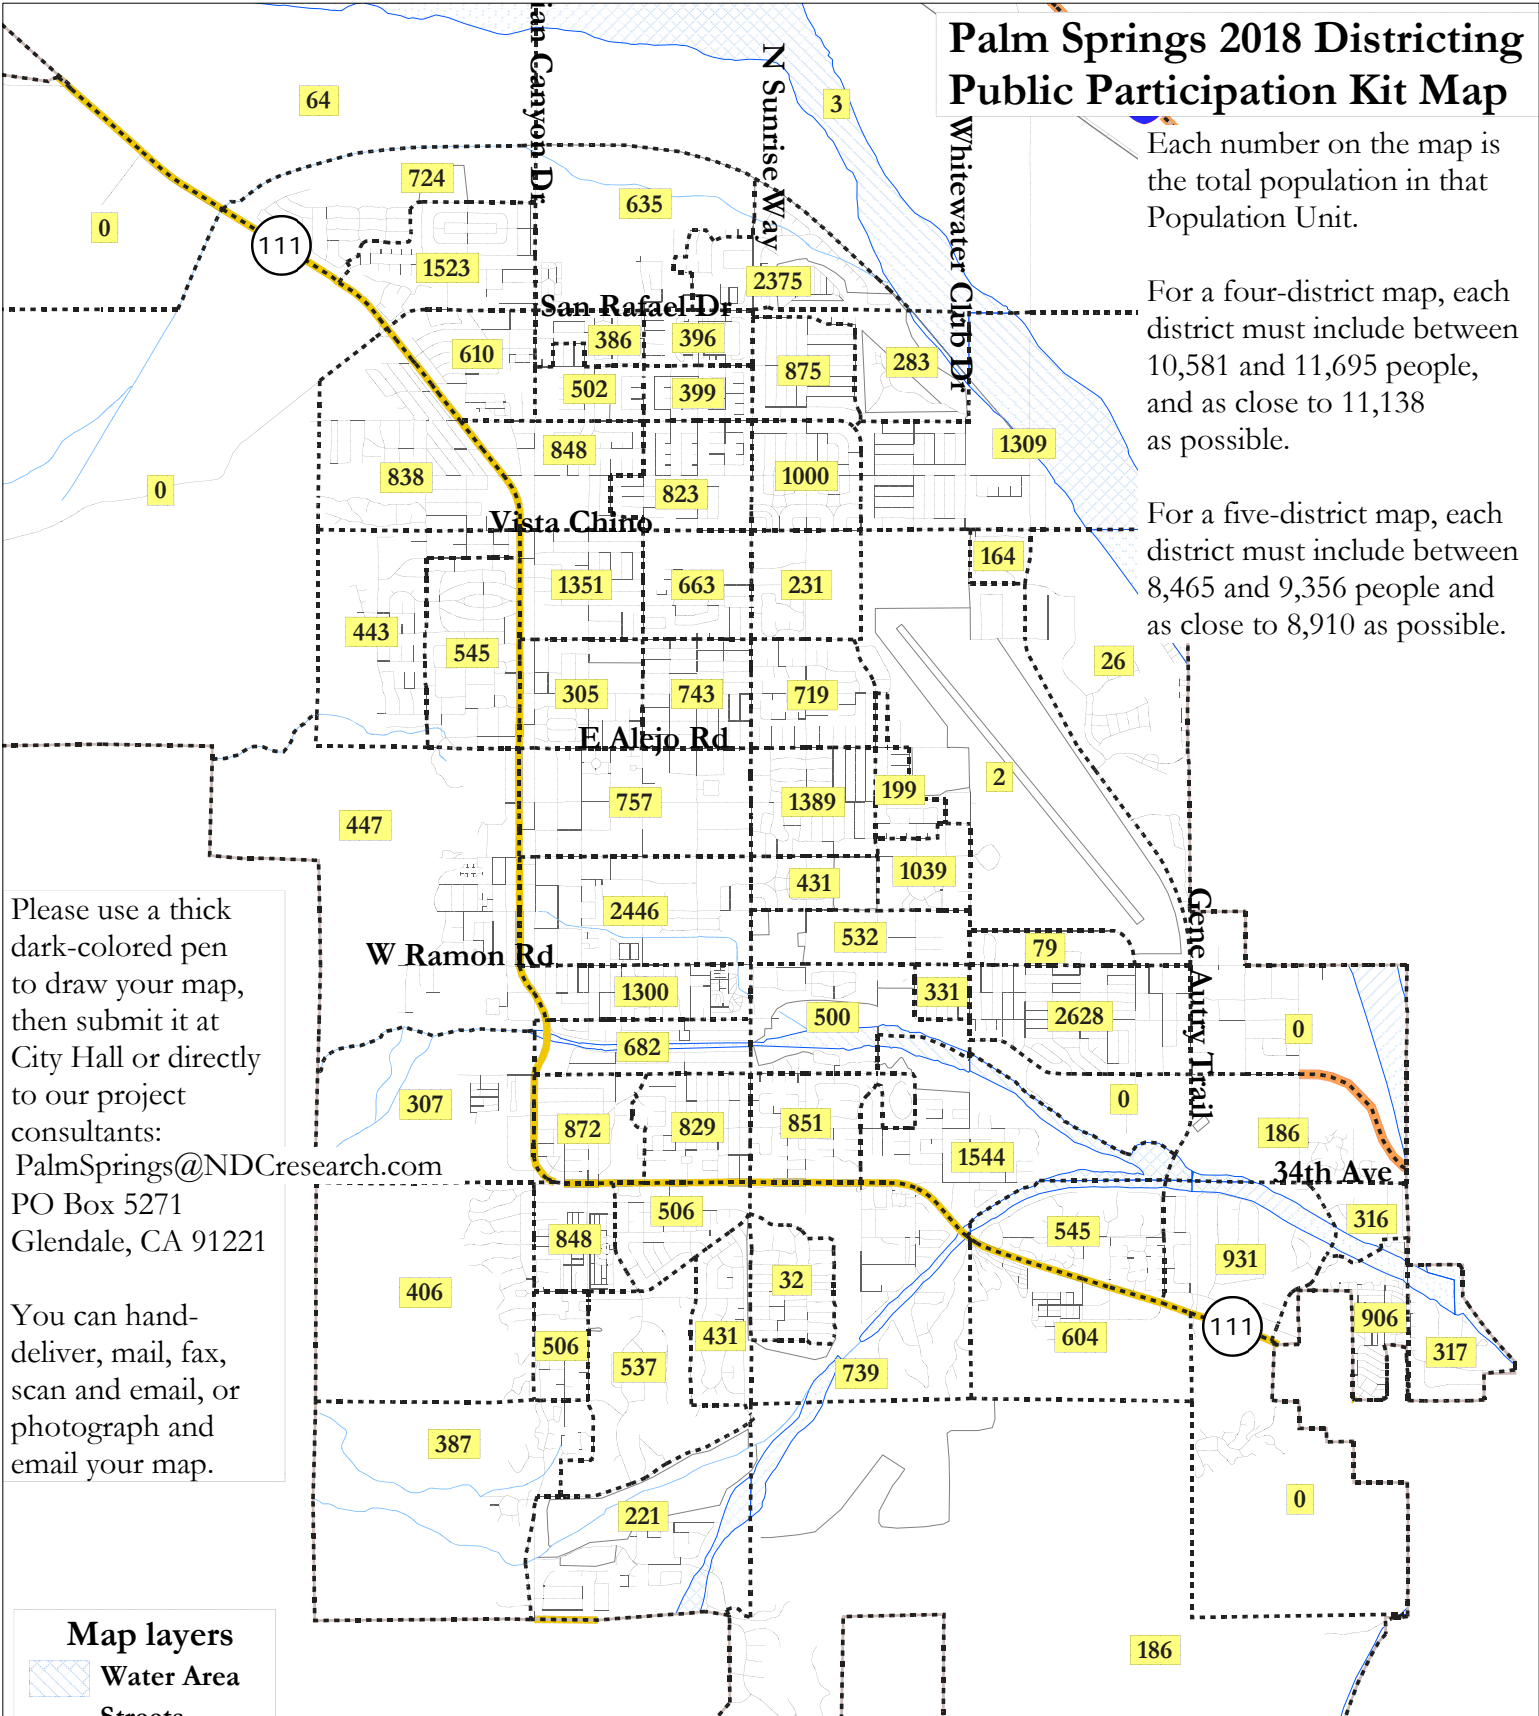 Palm Springs 2018 Districting
Public Participation Kit Map
Each number on the map is
the total population in that
Population Unit.
For a four-district map, each
district must include between
10,581 and 11,695 people,
and as close to 11,138
as possible.
For a five-district map, each
district must include between
8,465 and 9,356 people and
as close to 8,910 as possible.
ian Canyon Dr
N Sunrise Way
Whitewater Club Dr
64
3
724
635
0
111
1523
2375
San Rafael Dr
386
396
610
283
875
502
399
848
1309
838
1000
823
0
Vista Chino
164
1351
663
231
443
545
26
305
743
719
E Alejo Rd
2
199
757
1389
447
1039
431
2446
532
79
W Ramon Rd
Gene Autry Trail
1300
331
500
2628
0
682
0
307
872
829
851
186
1544
34th Ave
506
316
545
848
931
32
406
111
906
431
604
506
317
537
739
387
0
221
186
Please use a thick
dark-colored pen
to draw your map,
then submit it at
City Hall or directly
to our project
consultants:
PalmSprings@NDCresearch.com
PO Box 5271
Glendale, CA 91221
You can hand-
deliver, mail, fax,
scan and email, or
photograph and
email your map.
Map layers
Water Area
Streets